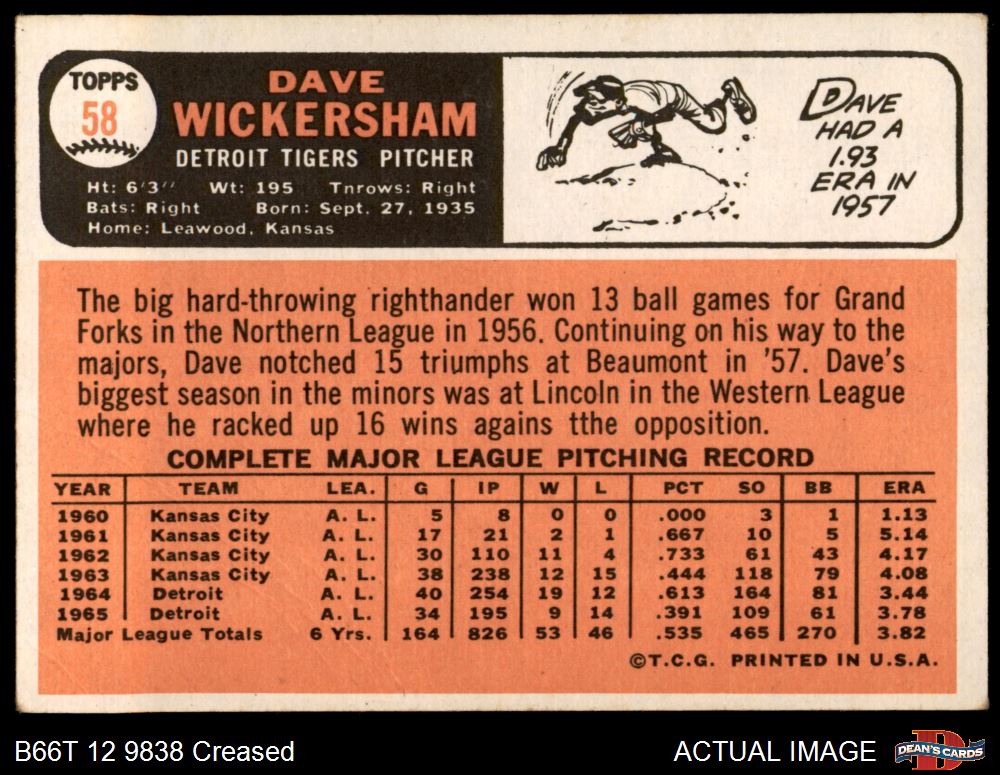 TOPPS
58
DAVE
WICKERSHAM
DETROIT TIGERS PITCHER
Ht: 6'3" Wt: 195 Throws: Right
Bats: Right Born: Sept. 27, 1935
Home: Leawood, Kansas
DAVE
HAD A
1.93
ERA IN
1957
The big hard-throwing righthander won 13 ball games for Grand
Forks in the Northern League in 1956. Continuing on his way to the
majors, Dave notched 15 triumphs at Beaumont in '57. Dave's
biggest season in the minors was at Lincoln in the Western League
where he racked up 16 wins agains tthe opposition.
COMPLETE MAJOR LEAGUE PITCHING RECORD
YEAR TEAM LEA. G IP W L PCT SO BB ERA
1960 Kansas City A. L. 5 8 0 0 .000 3 1 1.13
1961 Kansas City A. L. 17 21 2 1 .667 10 5 5.14
1962 Kansas City A. L. 30 110 11 4 .733 61 43 4.17
1963 Kansas City A. L. 38 238 12 15 .444 118 79 4.08
1964 Detroit A. L. 40 254 19 12 .613 164 81 3.44
1965 Detroit A. L. 34 195 9 14 .391 109 61 3.78
Major League Totals 6 Yrs. 164 826 53 46 .535 465 270 3.82
©T.C.G. PRINTED IN U.S.A.
B66T 12 9838 Creased
ACTUAL IMAGE
D
DEAN'S CARDS